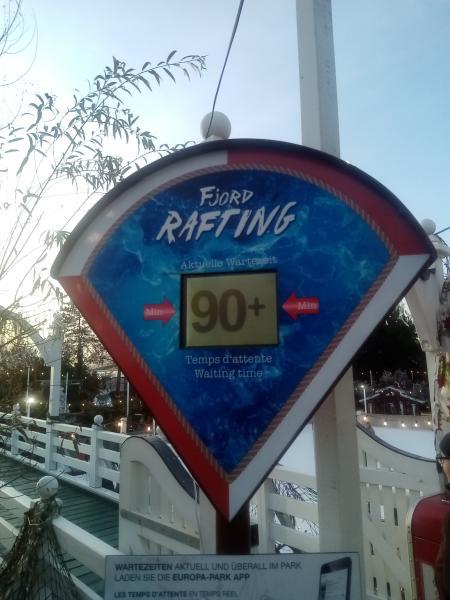 Fjord
RAFTING
Aktuelle Wartezeit
Min 90+ Min
Temps d'attente
Waiting time
WARTEZEITEN AKTUELL UND ÜBERALL IM PARK
LADEN SIE DIE EUROPA-PARK APP
LES TEMPS D'ATTENTE EN TEMPS RÉEL